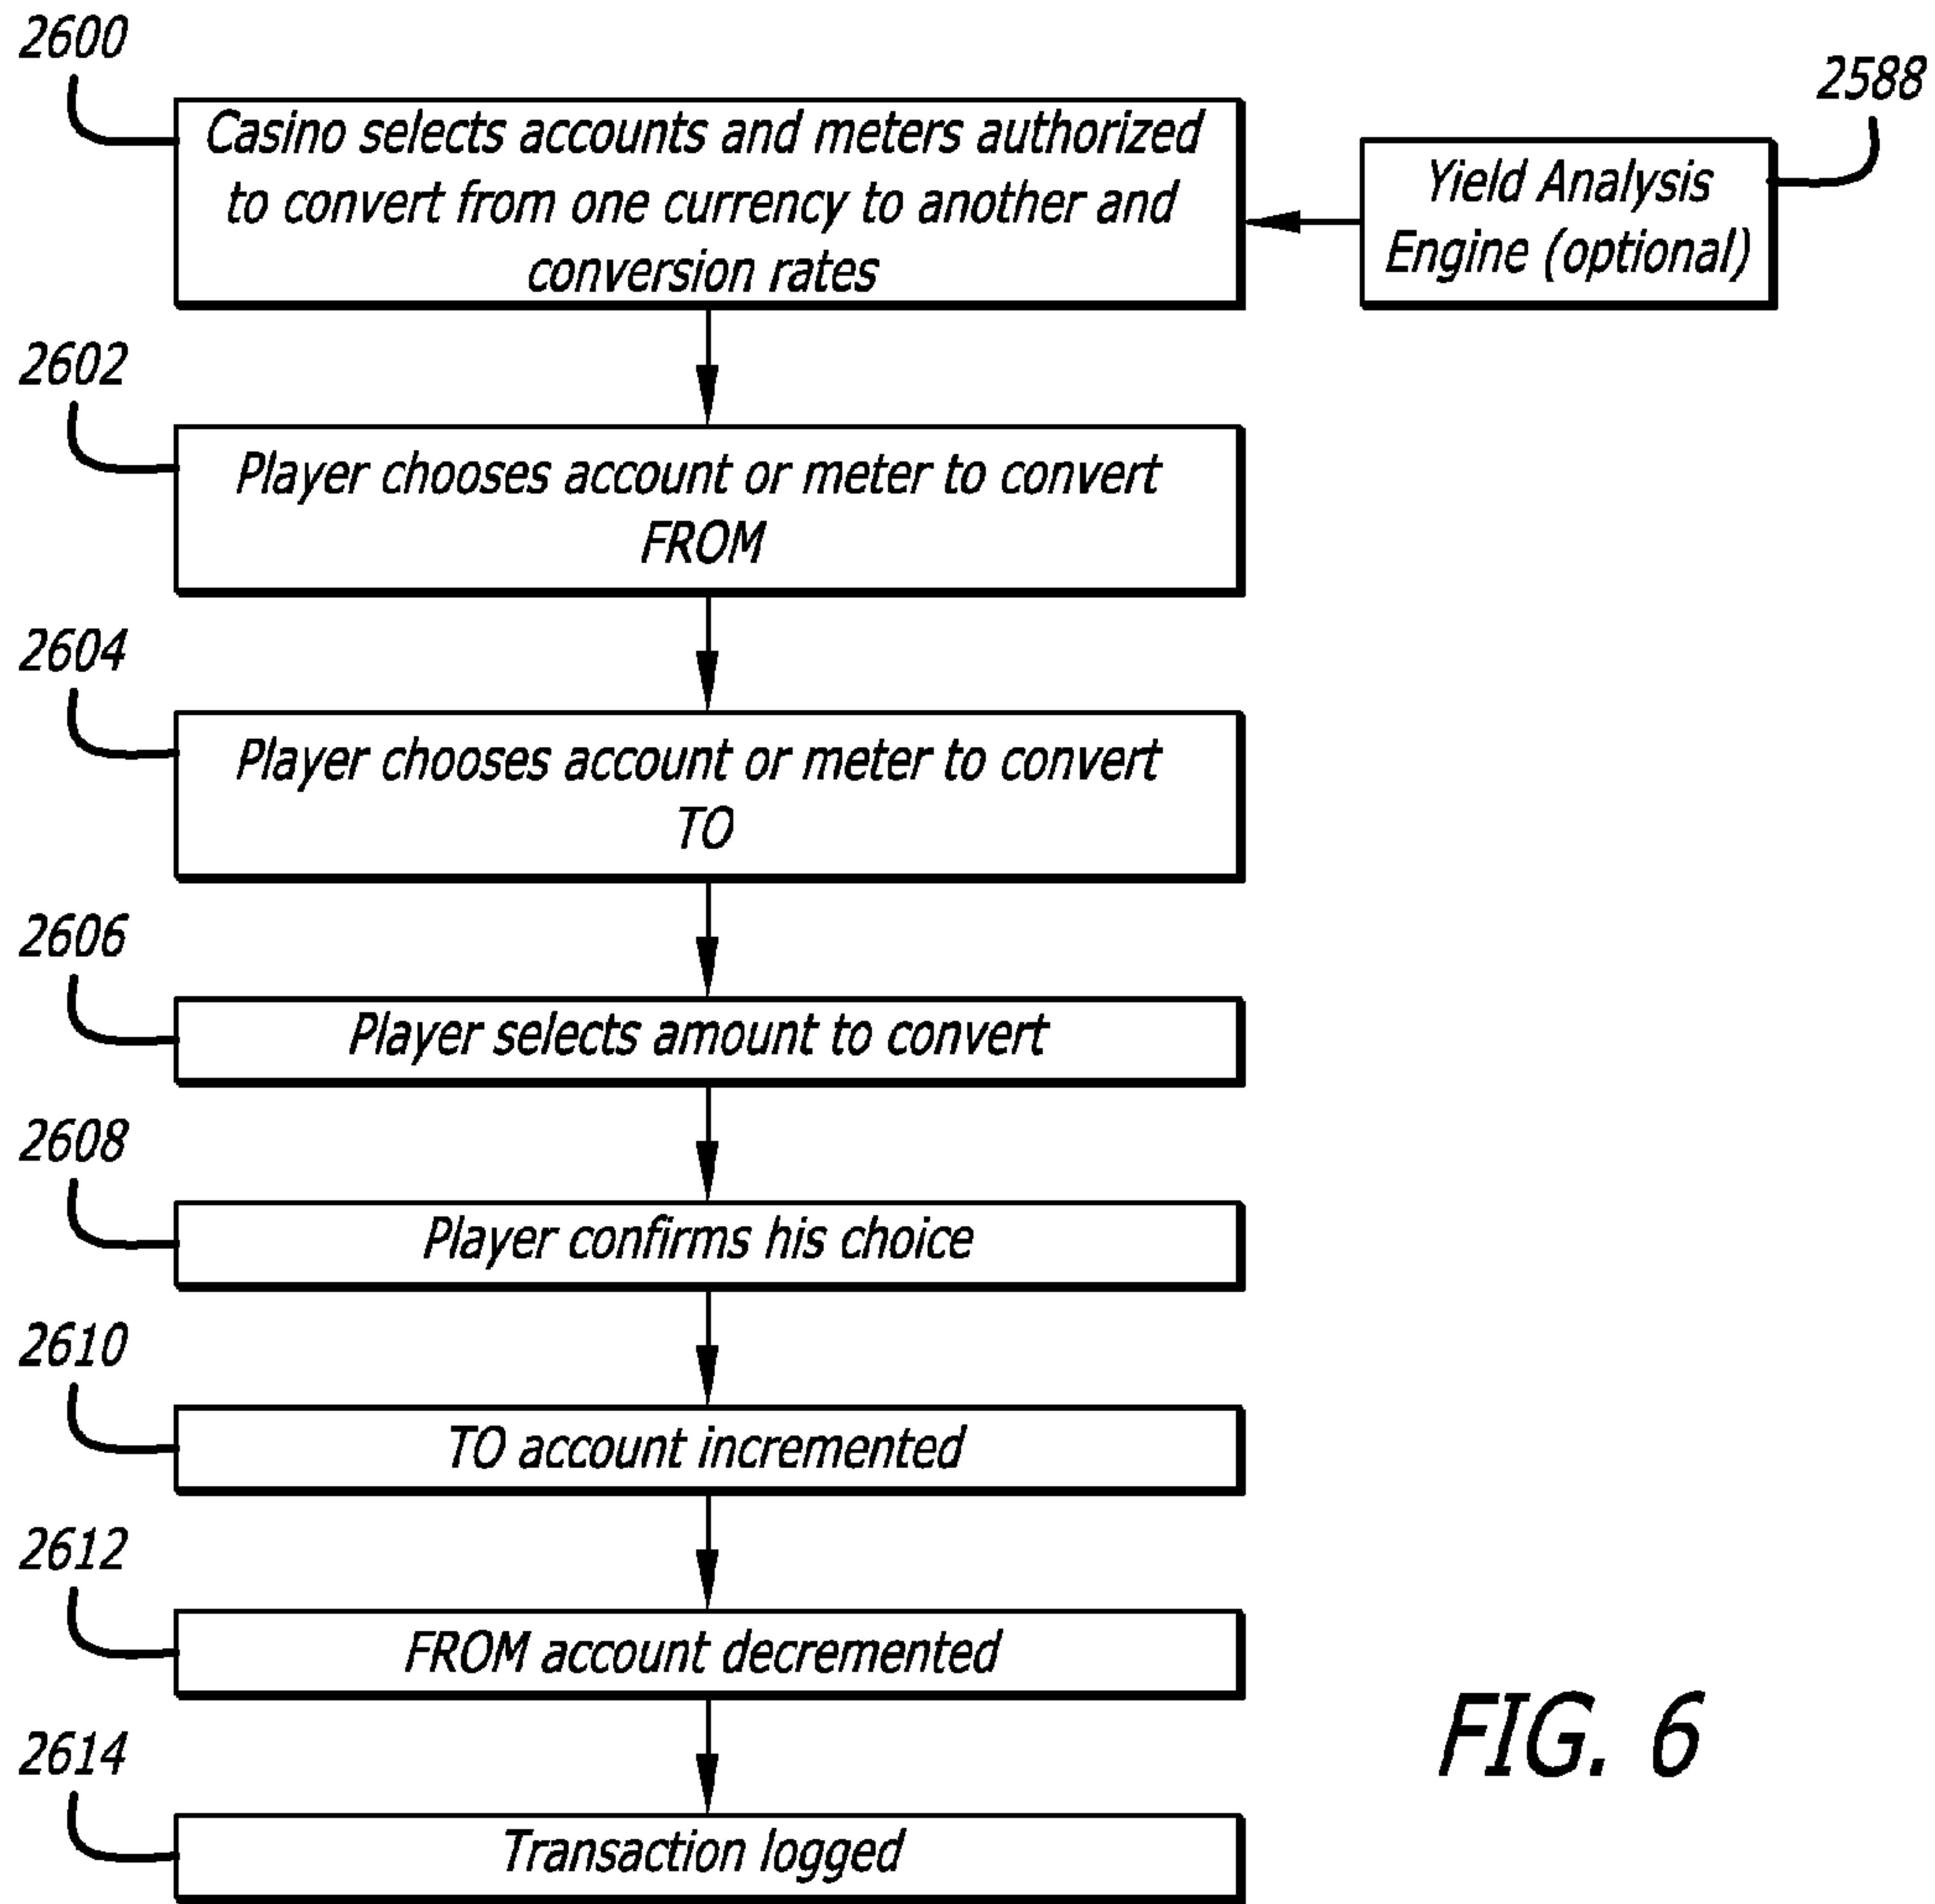 2600
2588
Casino selects accounts and meters authorized
to convert from one currency to another and
conversion rates
Yield Analysis
Engine (optional)
2602
Player chooses account or meter to convert
FROM
2604
Player chooses account or meter to convert
TO
2606
Player selects amount to convert
2608
Player confirms his choice
2610
TO account incremented
2612
FROM account decremented
2614
Transaction logged
FIG. 6